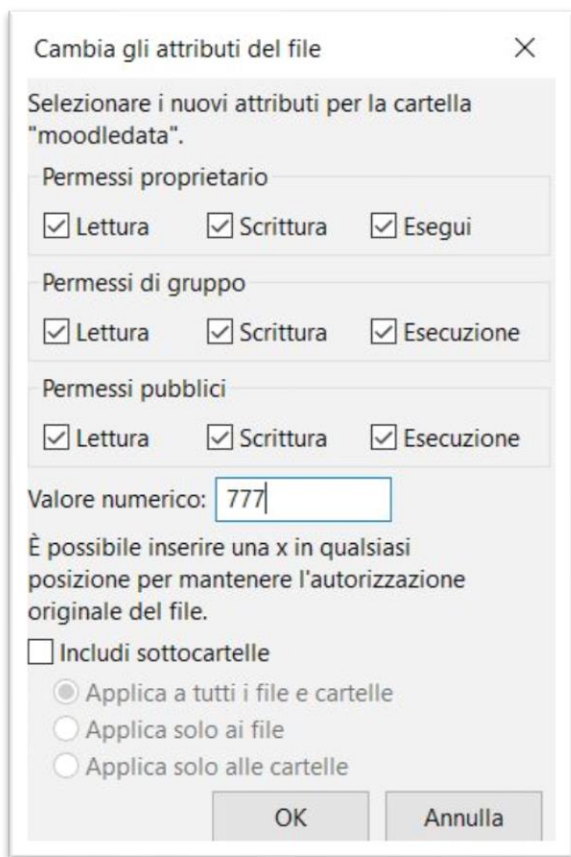 Cambia gli attributi del file
Selezionare i nuovi attributi per la cartella
"moodledata".
Permessi proprietario
Lettura Scrittura Esegui
Permessi di gruppo
Lettura Scrittura Esecuzione
Permessi pubblici
Lettura Scrittura Esecuzione
Valore numerico: 777
È possibile inserire una x in qualsiasi
posizione per mantenere l'autorizzazione
originale del file.
Includi sottocartelle
Applica a tutti i file e cartelle
Applica solo ai file
Applica solo alle cartelle
OK Annulla